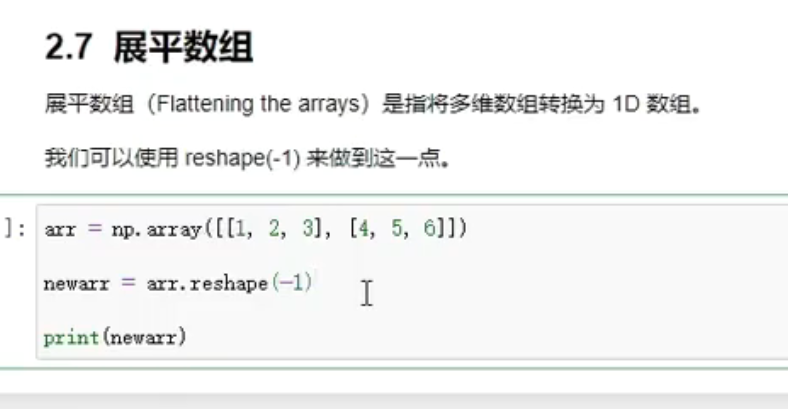 2.7 展平数组
展平数组（Flattening the arrays）是指将多维数组转换为 1D 数组。
我们可以使用 reshape(-1) 来做到这一点。
]: arr = np.array([[1, 2, 3], [4, 5, 6]])
newarr = arr.reshape(-1)
print(newarr)